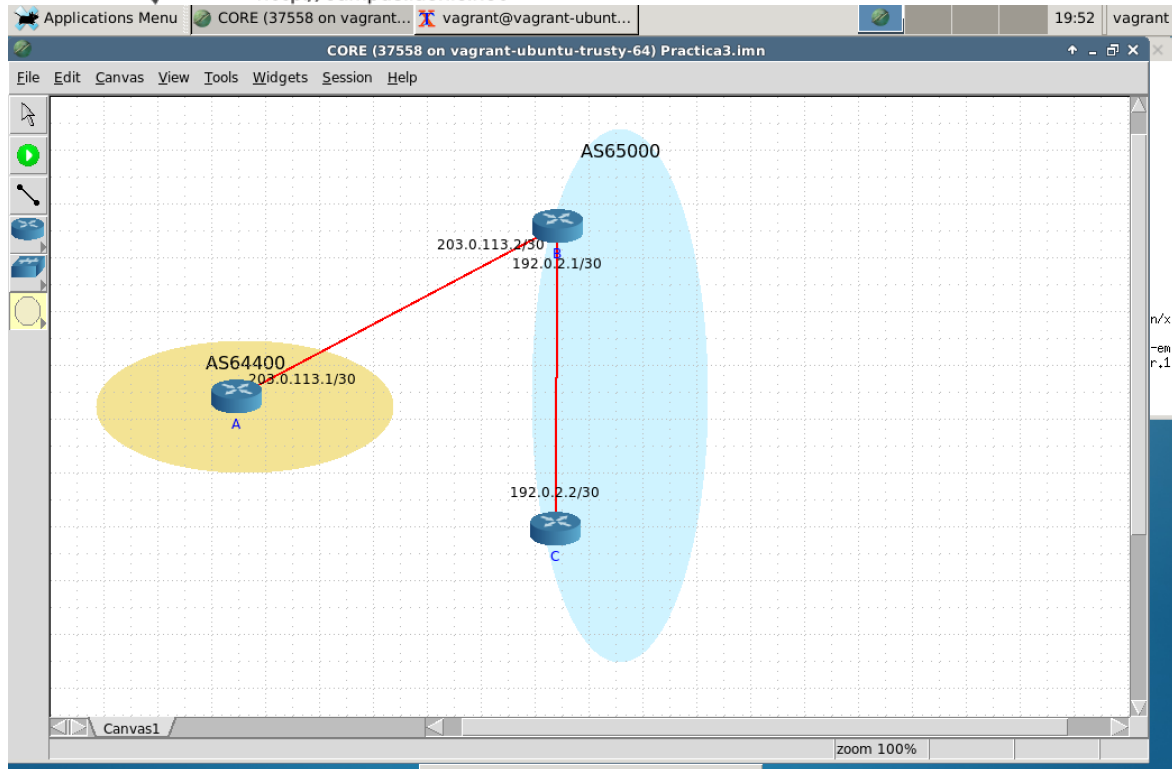 Applications Menu CORE (37558 on vagrant... vagrant@vagrant-ubunt... 19:52 vagrant
CORE (37558 on vagrant-ubuntu-trusty-64) Practica3.imn
File Edit Canvas View Tools Widgets Session Help
AS65000
203.0.113.2/30
B
192.0.2.1/30
n/x
-em
r.1
AS64400
203.0.113.1/30
A
192.0.2.2/30
C
Canvas1
zoom 100%